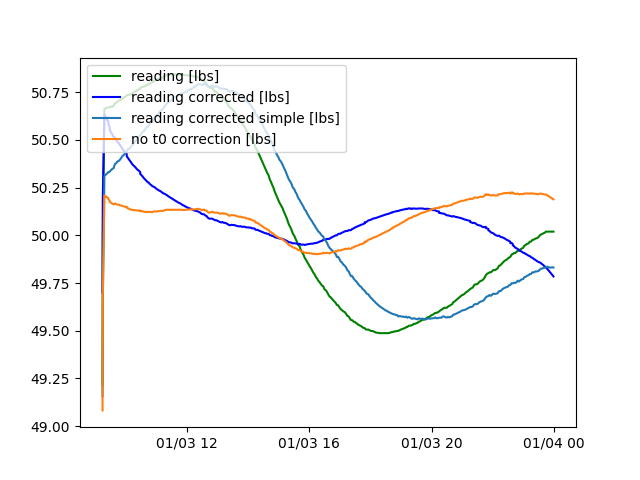 reading [lbs]
reading corrected [lbs]
reading corrected simple [lbs]
no t0 correction [lbs]
50.75
50.50
50.25
50.00
49.75
49.50
49.25
49.00
01/03 12 01/03 16 01/03 20 01/04 00